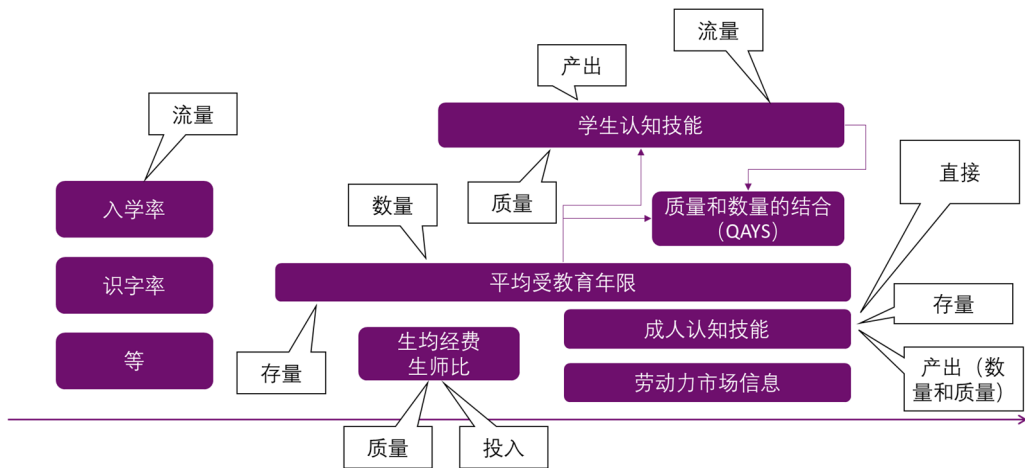 流量
产出
学生认知技能
流量
直接
入学率
数量
质量
质量和数量的结合
（QAYS）
识字率
平均受教育年限
存量
成人认知技能
等
存量
生均经费
生师比
产出（数
量和质量）
劳动力市场信息
质量
投入